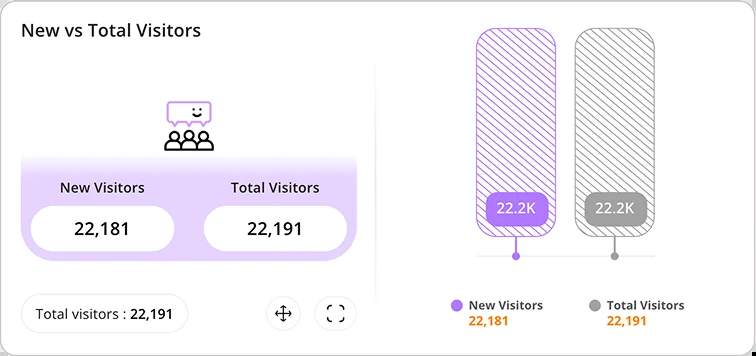 New vs Total Visitors
New Visitors
Total Visitors
22,181
22,191
Total visitors : 22,191
22.2K
22.2K
New Visitors
22,181
Total Visitors
22,191